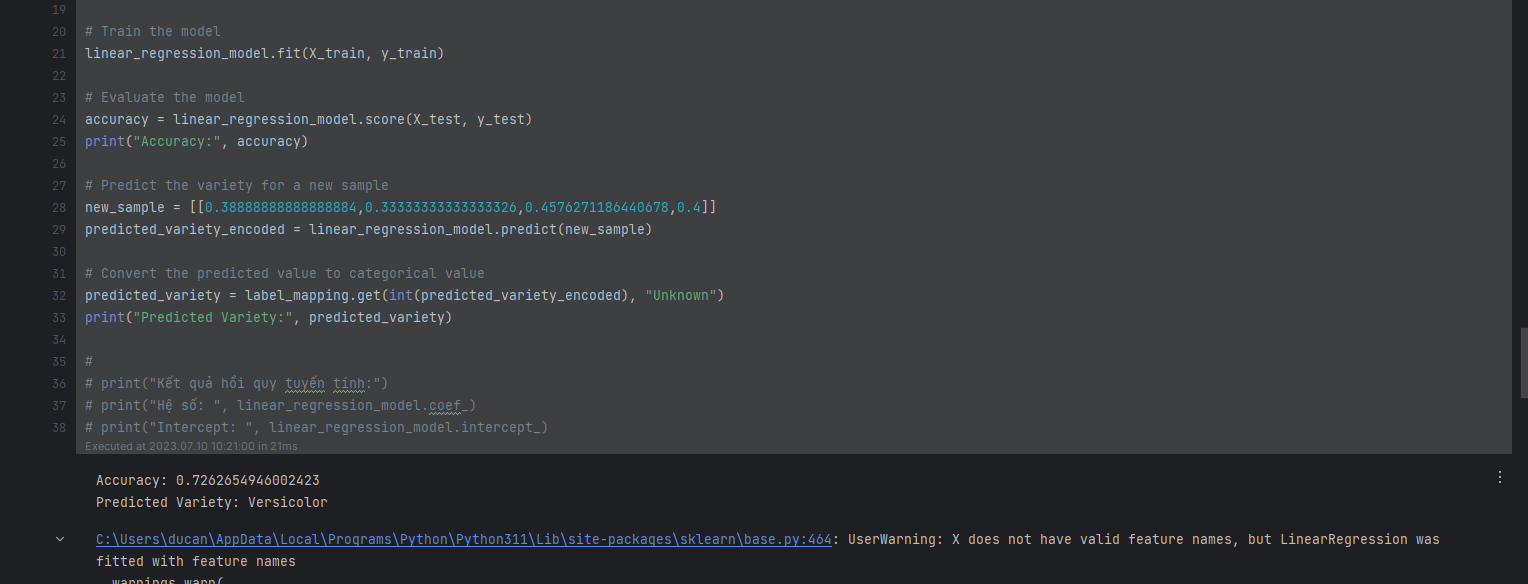 19
20 # Train the model
21 linear_regression_model.fit(X_train, y_train)
22
23 # Evaluate the model
24 accuracy = linear_regression_model.score(X_test, y_test)
25 print("Accuracy:", accuracy)
26
27 # Predict the variety for a new sample
28 new_sample = [[0.38888888888888884,0.33333333333333326,0.4576271186440678,0.4]]
29 predicted_variety_encoded = linear_regression_model.predict(new_sample)
30
31 # Convert the predicted value to categorical value
32 predicted_variety = label_mapping.get(int(predicted_variety_encoded), "Unknown")
33 print("Predicted Variety:", predicted_variety)
34
35 #
36 # print("Kết quả hồi quy tuyến tính:")
37 # print("Hệ số: ", linear_regression_model.coef_)
38 # print("Intercept: ", linear_regression_model.intercept_)
Executed at 2023.07.10 10:21:00 in 21ms
Accuracy: 0.7262654946002423
Predicted Variety: Versicolor
C:\Users\ducan\AppData\Local\Programs\Python\Python311\Lib\site-packages\sklearn\base.py:464: UserWarning: X does not have valid feature names, but LinearRegression was
fitted with feature names
warnings.warn(